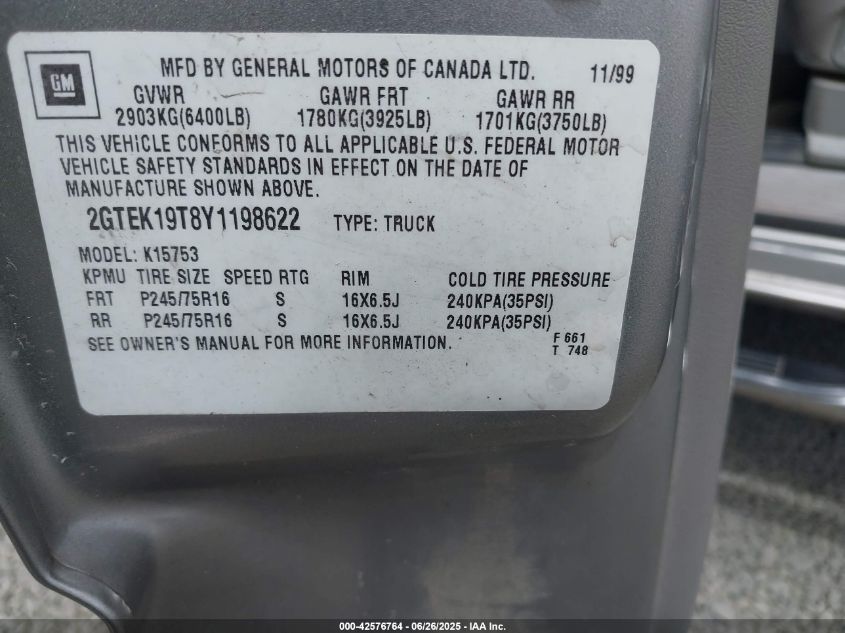 GM
MFD BY GENERAL MOTORS OF CANADA LTD. 11/99
GVWR GAWR FRT GAWR RR
2903KG(6400LB) 1780KG(3925LB) 1701KG(3750LB)
THIS VEHICLE CONFORMS TO ALL APPLICABLE U.S. FEDERAL MOTOR
VEHICLE SAFETY STANDARDS IN EFFECT ON THE DATE OF
MANUFACTURE SHOWN ABOVE.
2GTEK19T8Y1198622 TYPE: TRUCK
MODEL: K15753
KPMU TIRE SIZE SPEED RTG RIM COLD TIRE PRESSURE
FRT P245/75R16 S 16X6.5J 240KPA(35PSI)
RR P245/75R16 S 16X6.5J 240KPA(35PSI)
SEE OWNER'S MANUAL FOR MORE INFORMATION.
F 661
T 748
000-42576764 - 06/26/2025 - IAA Inc.